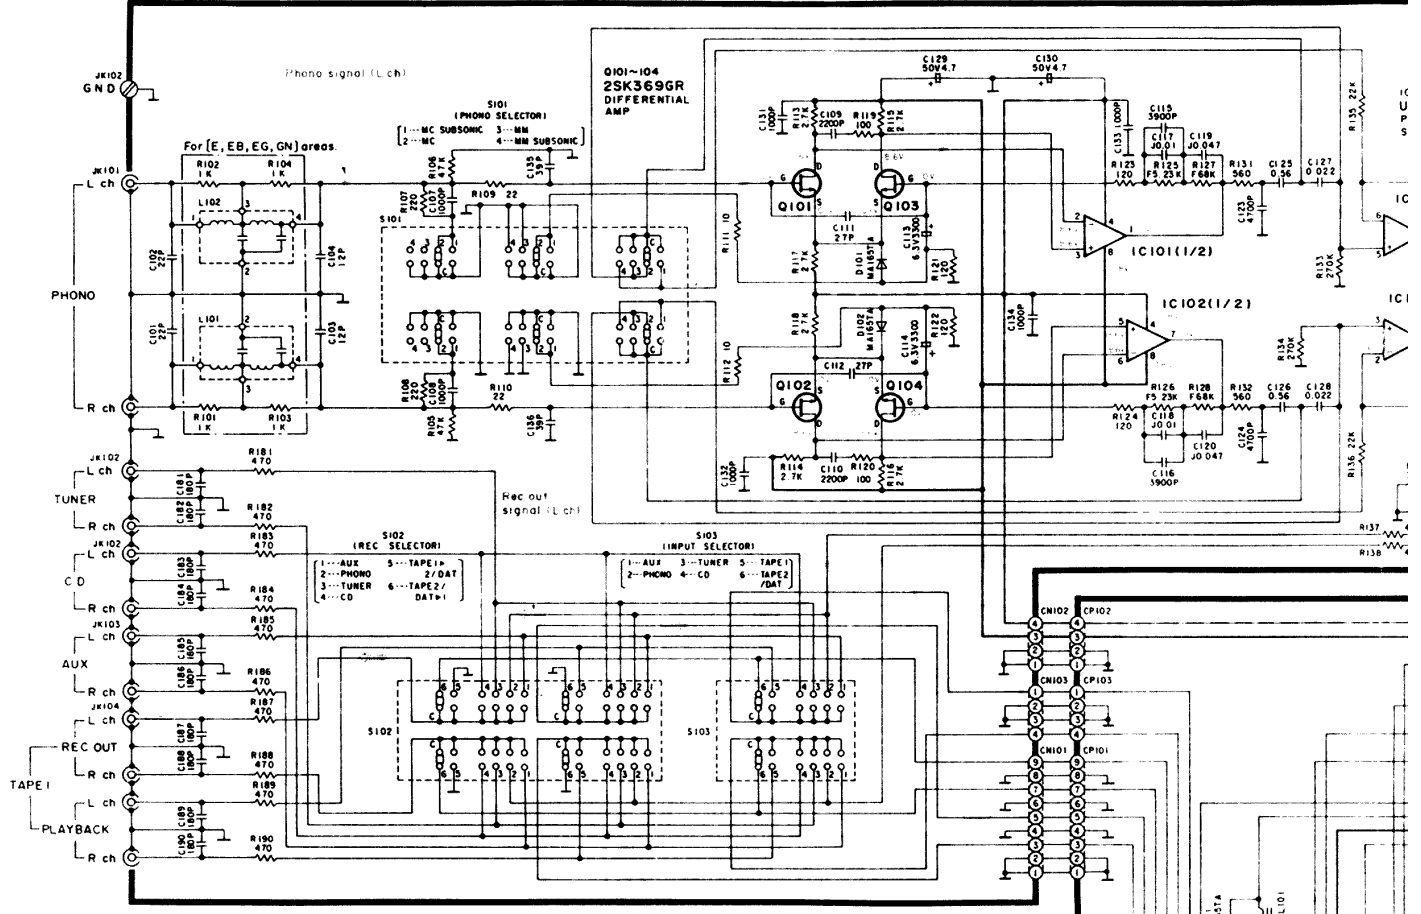 JK102
GND
Phono signal (L ch)
Q101~104
2SK369GR
DIFFERENTIAL
AMP
S101
(PHONO SELECTOR)
1···MC SUBSONIC 3···MM
2···MC 4···MM SUBSONIC
For [E, EB, EG, GN] areas.
R102
1K
R104
1K
JK101
L ch
L102
C102
22P
C104
12P
PHONO
C101
22P
C103
12P
L101
R ch
R101
1K
R103
1K
R106
47K
C135
39P
R107
220
C107
1000P
R109 22
S101
R108
220
C108
1000P
R110
22
R105
47K
C136
39P
R111 10
R112 10
C129
50V4.7
C130
50V4.7
C131
1000P
R113
2.7K
C109
2200P
R119
100
R115
2.7K
8.6V
Q101
Q103
C111
27P
C113
6.3V3300
R117
2.7K
D101
MA165TA
R121
120
R118
2.7K
D102
MA165TA
C114
6.3V3300
R122
120
C112 27P
Q102
Q104
C132
1000P
R114
2.7K
C110
2200P
R120
100
R116
2.7K
C133 1000P
C115
3900P
C117
J0.01
C119
J0.047
R123
120
R125
F5.23K
R127
F68K
R131
560
C125
0.56
C127
0.022
C123
4700P
IC101(1/2)
IC102(1/2)
C134
1000P
R135 22K
R133
270K
R134
270K
R124
120
R126
F5.23K
R128
F68K
R132
560
C126
0.56
C128
0.022
C118
J0.01
C120
J0.047
C116
3900P
C124
4700P
R136 22K
R137
R138
JK102
L ch
TUNER
R ch
R181
470
C181
180P
C182
180P
R182
470
JK102
L ch
CD
R ch
R183
470
C183
180P
C184
180P
R184
470
JK103
L ch
AUX
R ch
R185
470
C185
180P
C186
180P
R186
470
JK104
L ch
REC OUT
R ch
R187
470
C187
180P
C188
180P
R188
470
TAPE1
L ch
PLAYBACK
R ch
R189
470
C189
180P
C190
180P
R190
470
Rec out
signal (L ch)
S102
(REC SELECTOR)
1···AUX 5···TAPE1▸
2···PHONO 2/DAT
3···TUNER 6···TAPE2/
4···CD DAT▸1
S103
(INPUT SELECTOR)
1···AUX 3···TUNER 5···TAPE1
2···PHONO 4···CD 6···TAPE2
/DAT
S102
S103
CN102
CP102
CN103
CP103
CN101
CP101
L101